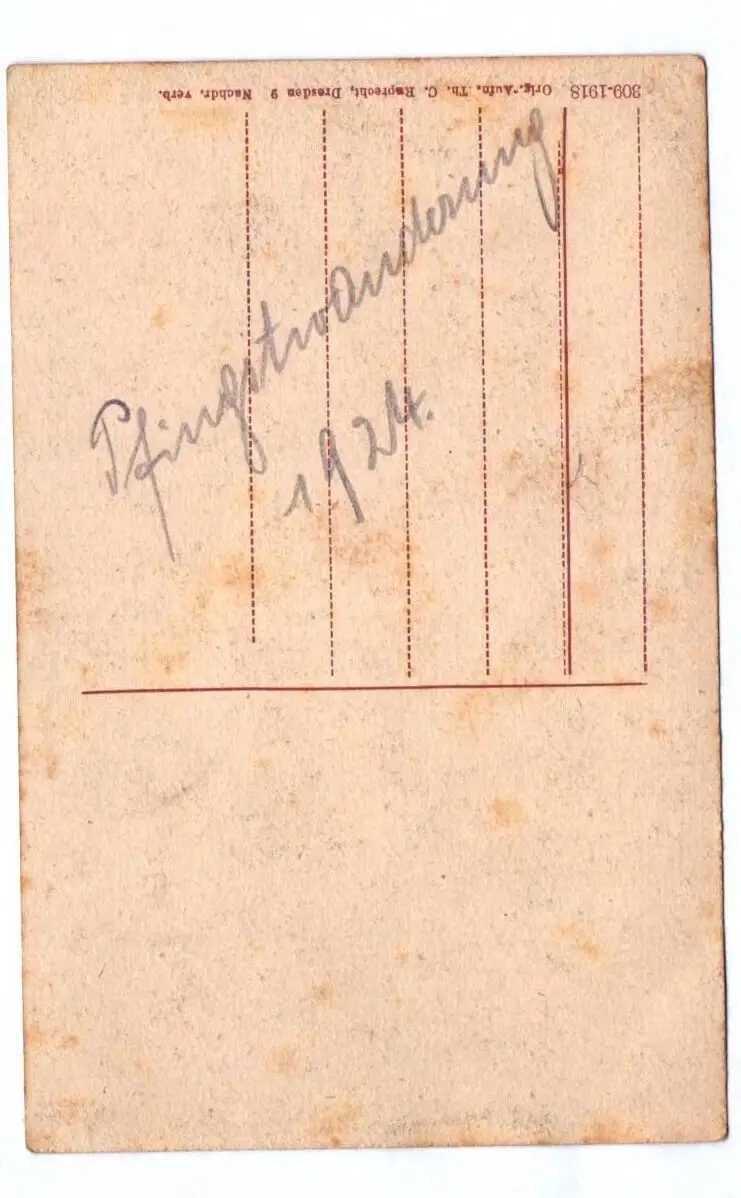 309-1918 Orig.-Aufn. Th. C. Ruprecht, Dresden 9 Nachdr. verb.
Pfingstwanderung
1924.